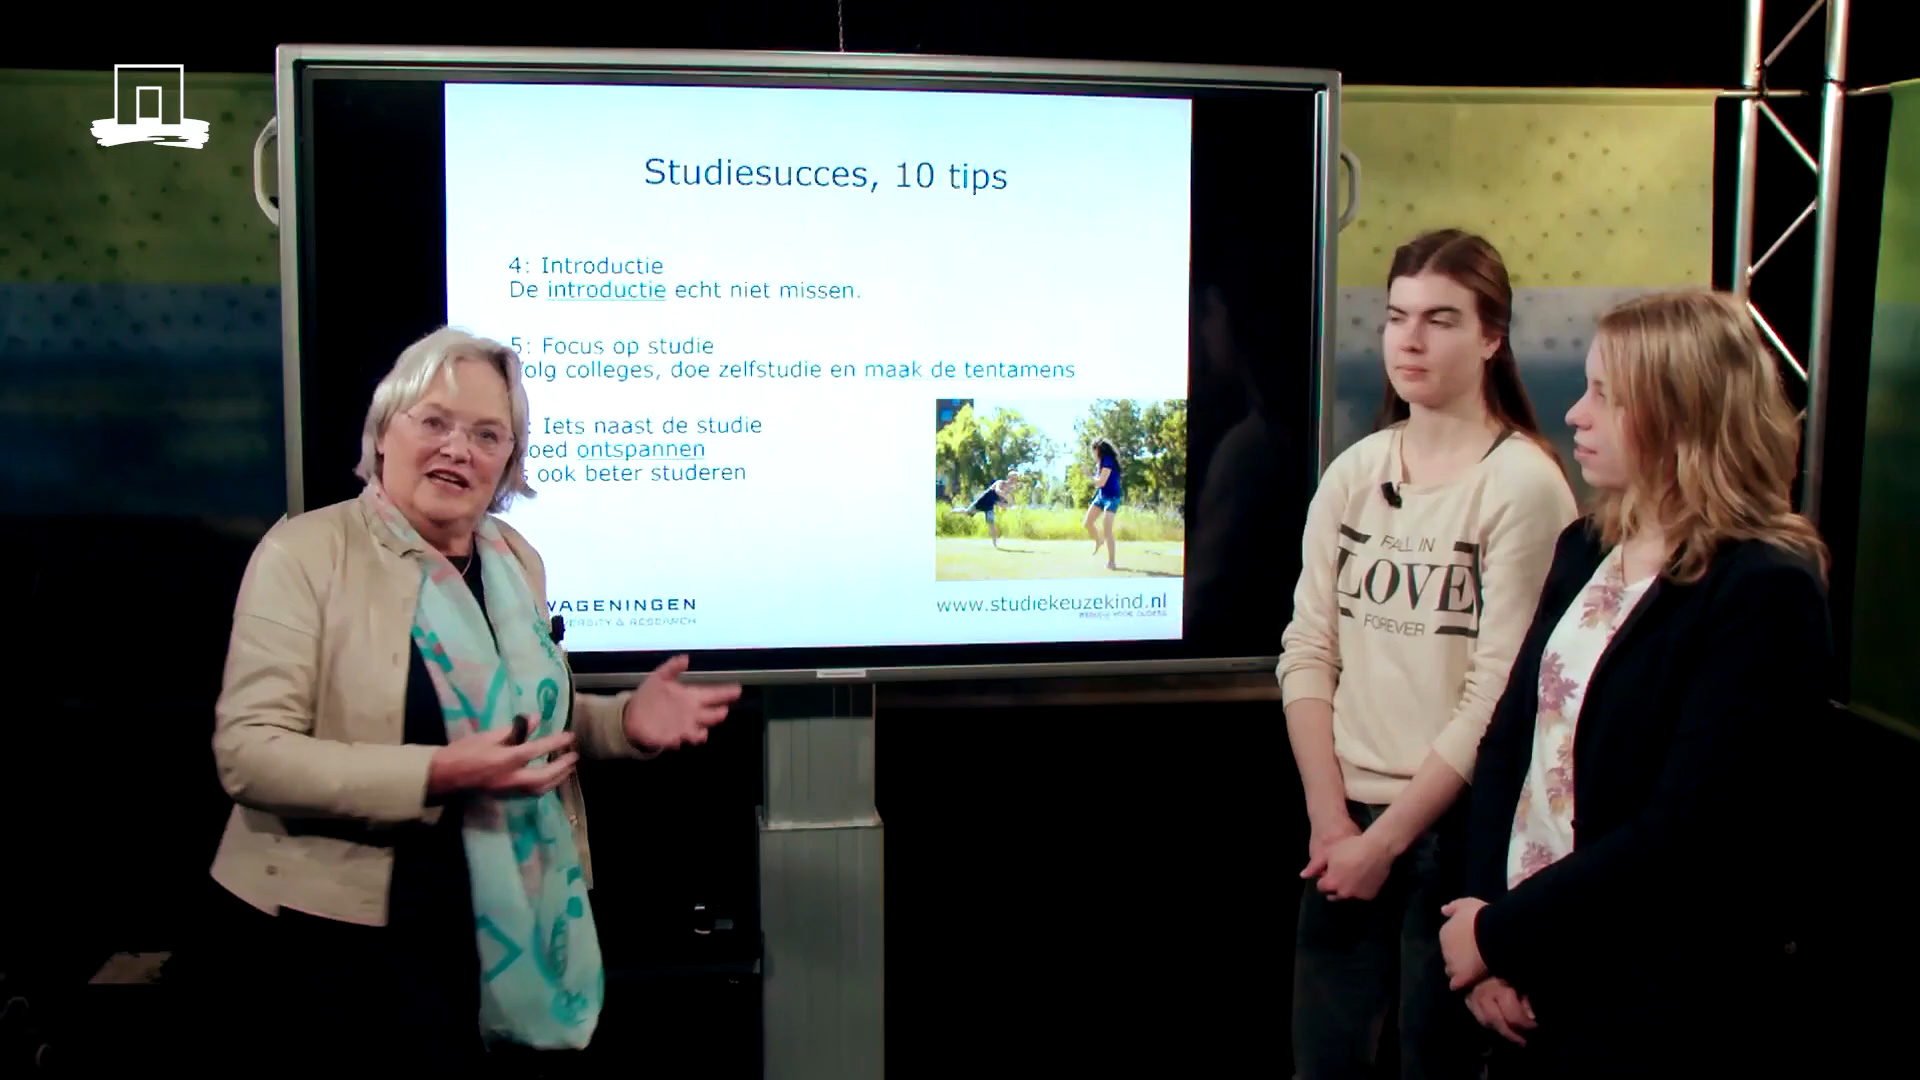 Studiesucces, 10 tips
4: Introductie
De introductie echt niet missen.
5: Focus op studie
olg colleges, doe zelfstudie en maak de tentamens
: Iets naast de studie
oed ontspannen
ook beter studeren
WAGENINGEN
VERSITY & RESEARCH
www.studiekeuzekind.nl
FALL IN
LOVE
FOREVER